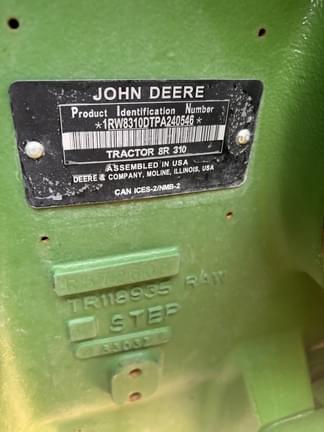 JOHN DEERE
Product Identification Number
*1RW8310DTPA240546*
TRACTOR 8R 310
ASSEMBLED IN USA
DEERE & COMPANY, MOLINE, ILLINOIS, USA
CAN ICES-2/NMB-2
TR118935 RAW
STEP